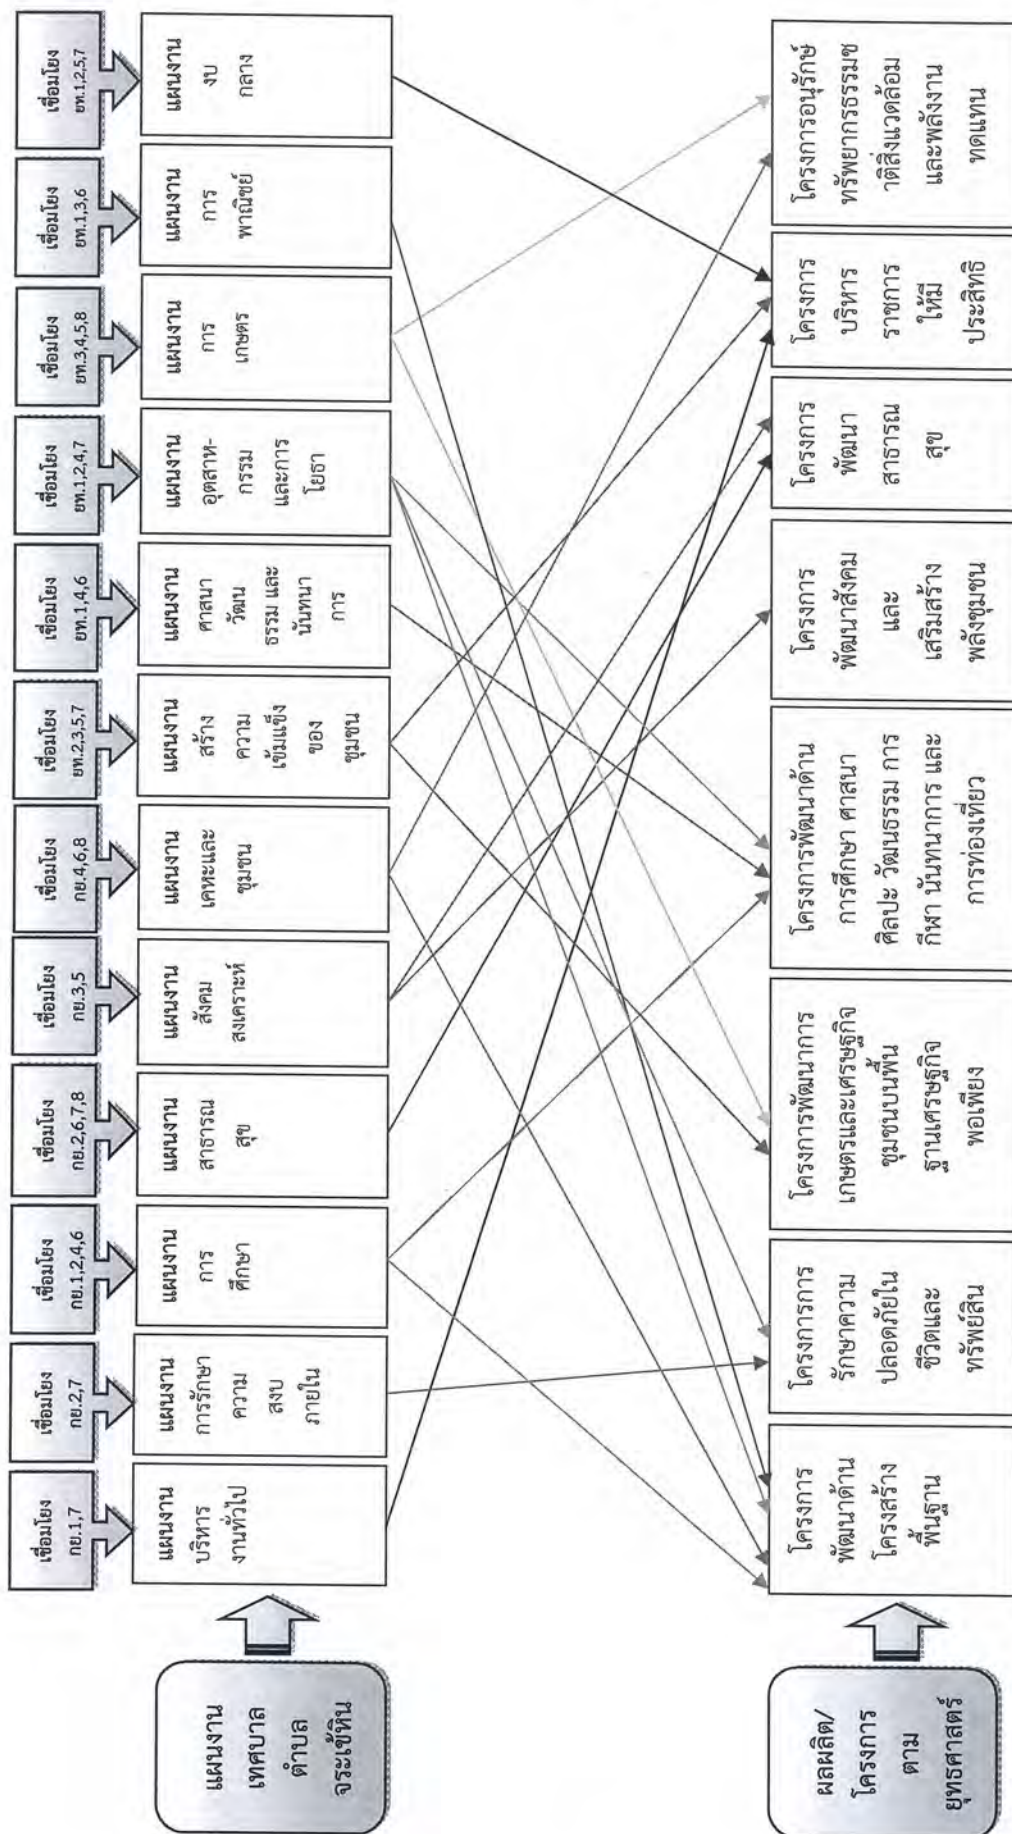 เชื่อมโยง
กย.1,7
เชื่อมโยง
กย.2,7
เชื่อมโยง
กย.1,2,4,6
เชื่อมโยง
กย.2,6,7,8
เชื่อมโยง
กย.3,5
เชื่อมโยง
กย.4,6,8
เชื่อมโยง
ยท.2,3,5,7
เชื่อมโยง
ยท.1,4,6
เชื่อมโยง
ยท.1,2,4,7
เชื่อมโยง
ยท.3,4,5,8
เชื่อมโยง
ยท.1,3,6
เชื่อมโยง
ยท.1,2,5,7
แผนงาน
เทศบาล
ตำบล
จระเข้หิน
แผนงาน
บริหาร
งานทั่วไป
แผนงาน
การรักษา
ความ
สงบ
ภายใน
แผนงาน
การ
ศึกษา
แผนงาน
สาธารณ
สุข
แผนงาน
สังคม
สงเคราะห์
แผนงาน
เคหะและ
ชุมชน
แผนงาน
สร้าง
ความ
เข้มแข็ง
ของ
ชุมชน
แผนงาน
ศาสนา
วัฒน
ธรรม และ
นันทนา
การ
แผนงาน
อุตสาห-
กรรม
และการ
โยธา
แผนงาน
การ
เกษตร
แผนงาน
การ
พาณิชย์
แผนงาน
งบ
กลาง
ผลผลิต/
โครงการ
ตาม
ยุทธศาสตร์
โครงการ
พัฒนาด้าน
โครงสร้าง
พื้นฐาน
โครงการการ
รักษาความ
ปลอดภัยใน
ชีวิตและ
ทรัพย์สิน
โครงการพัฒนาการ
เกษตรและเศรษฐกิจ
ชุมชนบนพื้น
ฐานเศรษฐกิจ
พอเพียง
โครงการพัฒนาด้าน
การศึกษา ศาสนา
ศิลปะ วัฒนธรรม การ
กีฬา นันทนาการ และ
การท่องเที่ยว
โครงการ
พัฒนาสังคม
และ
เสริมสร้าง
พลังชุมชน
โครงการ
พัฒนา
สาธารณ
สุข
โครงการ
บริหาร
ราชการ
ให้มี
ประสิทธิ
โครงการอนุรักษ์
ทรัพยากรธรรมช
าติสิ่งแวดล้อม
และพลังงาน
ทดแทน